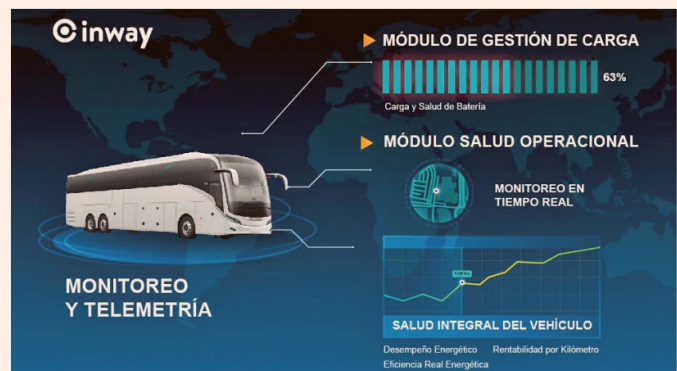 inway
MÓDULO DE GESTIÓN DE CARGA
63%
Carga y Salud de Batería
MÓDULO SALUD OPERACIONAL
MONITOREO EN
TIEMPO REAL
MONITOREO
Y TELEMETRÍA
SALUD INTEGRAL DEL VEHÍCULO
Desempeño Energético Rentabilidad por Kilómetro
Eficiencia Real Energética